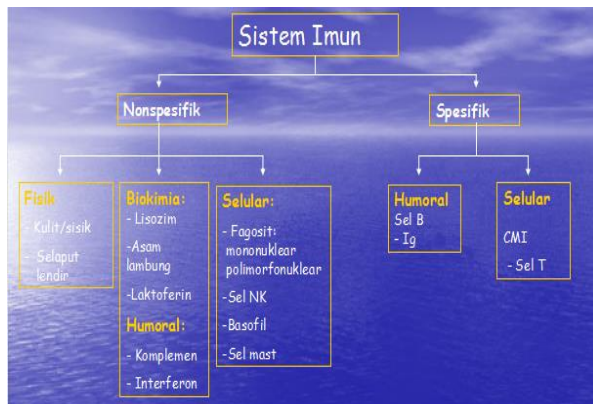 Sistem Imun
Nonspesifik
Spesifik
Fisik
- Kulit/sisik
- Selaput
lendir
Biokimia:
- Lisozim
-Asam
lambung
-Laktoferin
Humoral:
- Komplemen
- Interferon
Selular:
- Fagosit:
mononuklear
polimorfonuklear
-Sel NK
-Basofil
-Sel mast
Humoral
Sel B
- Ig
Selular
CMI
- Sel T